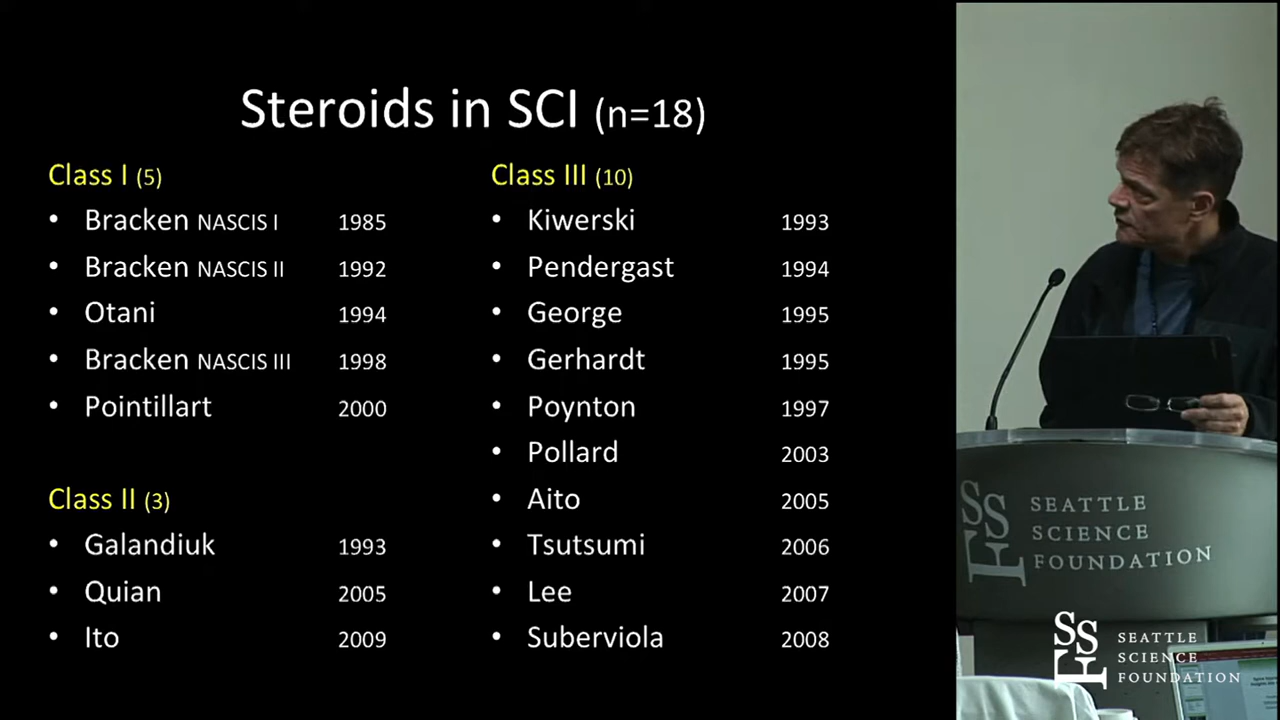 Steroids in SCI (n=18)
Class I (5)
• Bracken NASCIS I 1985
• Bracken NASCIS II 1992
• Otani 1994
• Bracken NASCIS III 1998
• Pointillart 2000
Class II (3)
• Galandiuk 1993
• Quian 2005
• Ito 2009
Class III (10)
• Kiwerski 1993
• Pendergast 1994
• George 1995
• Gerhardt 1995
• Poynton 1997
• Pollard 2003
• Aito 2005
• Tsutsumi 2006
• Lee 2007
• Suberviola 2008
SSF
SEATTLE
SCIENCE
FOUNDATION
SSF
SEATTLE
SCIENCE
FOUNDATION